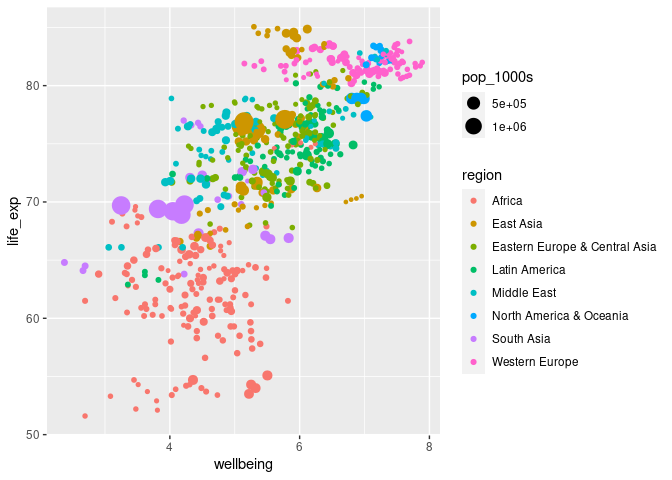 80
70
60
50
life_exp
4
6
8
wellbeing
pop_1000s
5e+05
1e+06
region
Africa
East Asia
Eastern Europe & Central Asia
Latin America
Middle East
North America & Oceania
South Asia
Western Europe